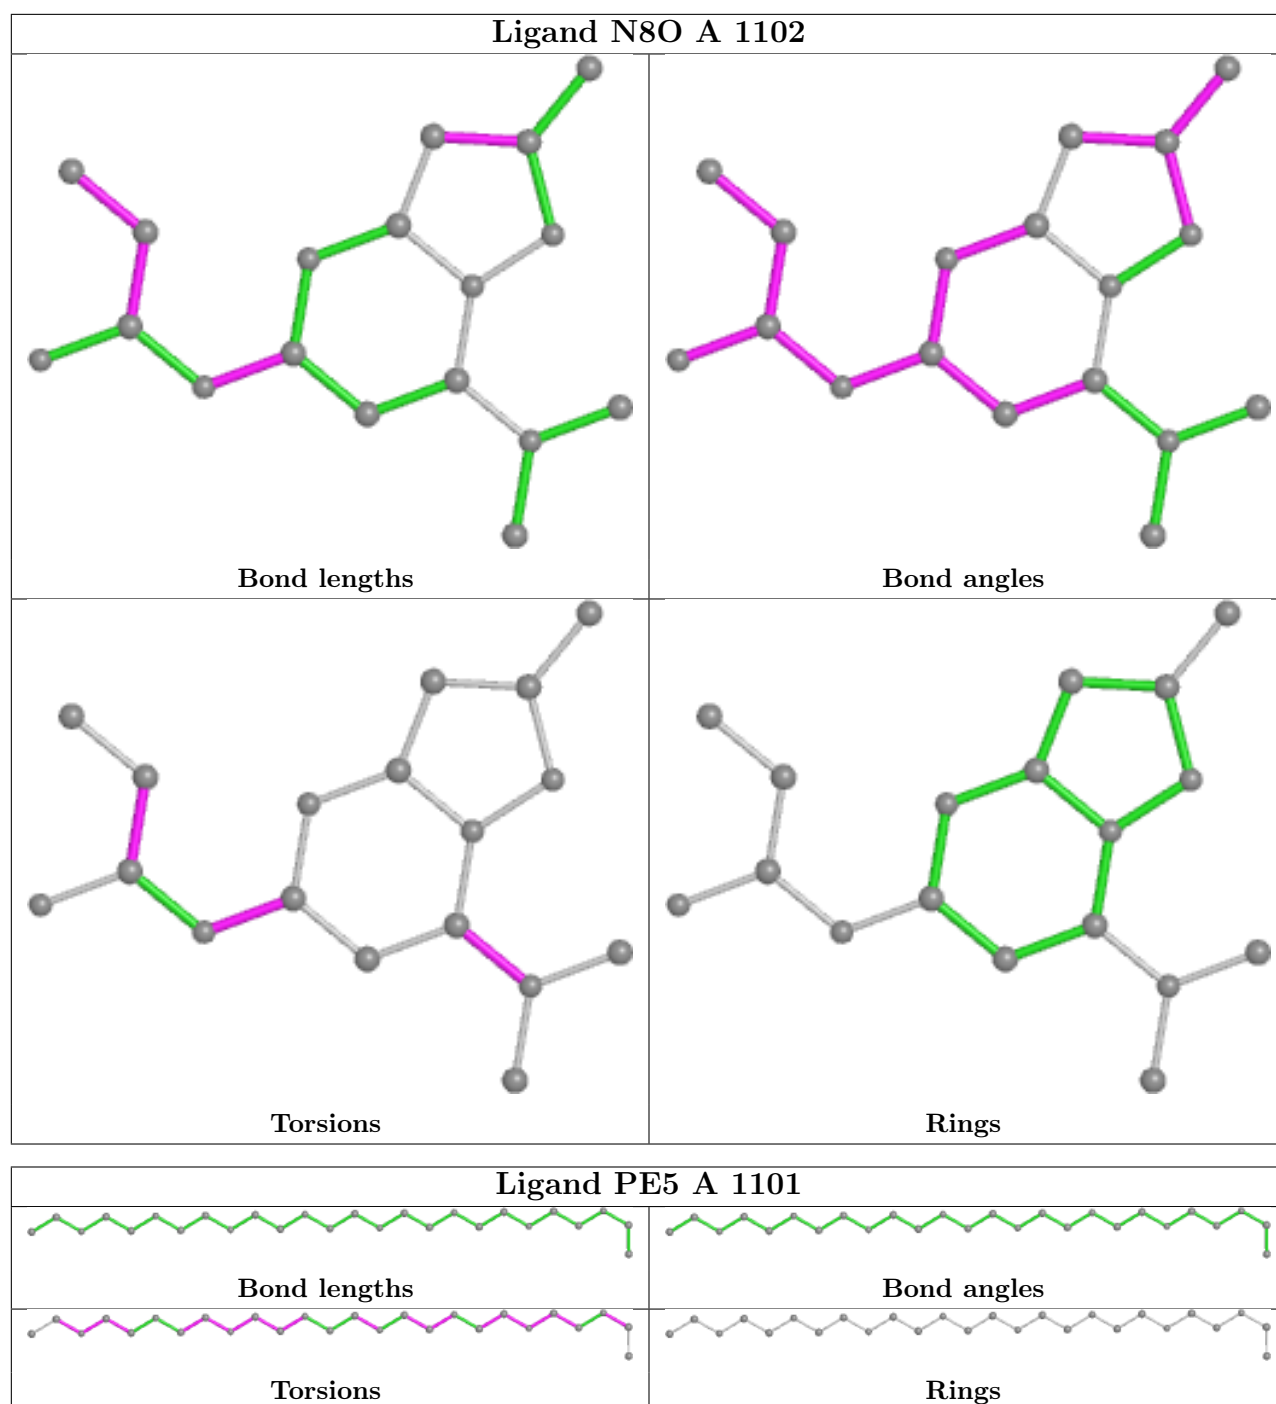 Ligand N8O A 1102
Bond lengths
Bond angles
Torsions
Rings
Ligand PE5 A 1101
Bond lengths
Bond angles
Torsions
Rings